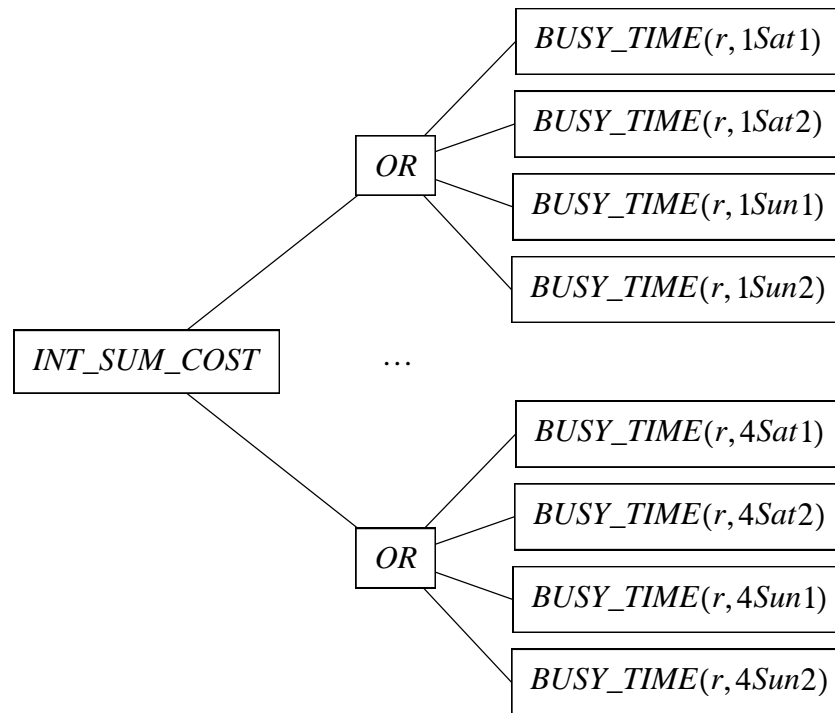 BUSY_TIME(r, 1Sat1)
BUSY_TIME(r, 1Sat2)
OR
BUSY_TIME(r, 1Sun1)
BUSY_TIME(r, 1Sun2)
INT_SUM_COST
...
BUSY_TIME(r, 4Sat1)
BUSY_TIME(r, 4Sat2)
OR
BUSY_TIME(r, 4Sun1)
BUSY_TIME(r, 4Sun2)